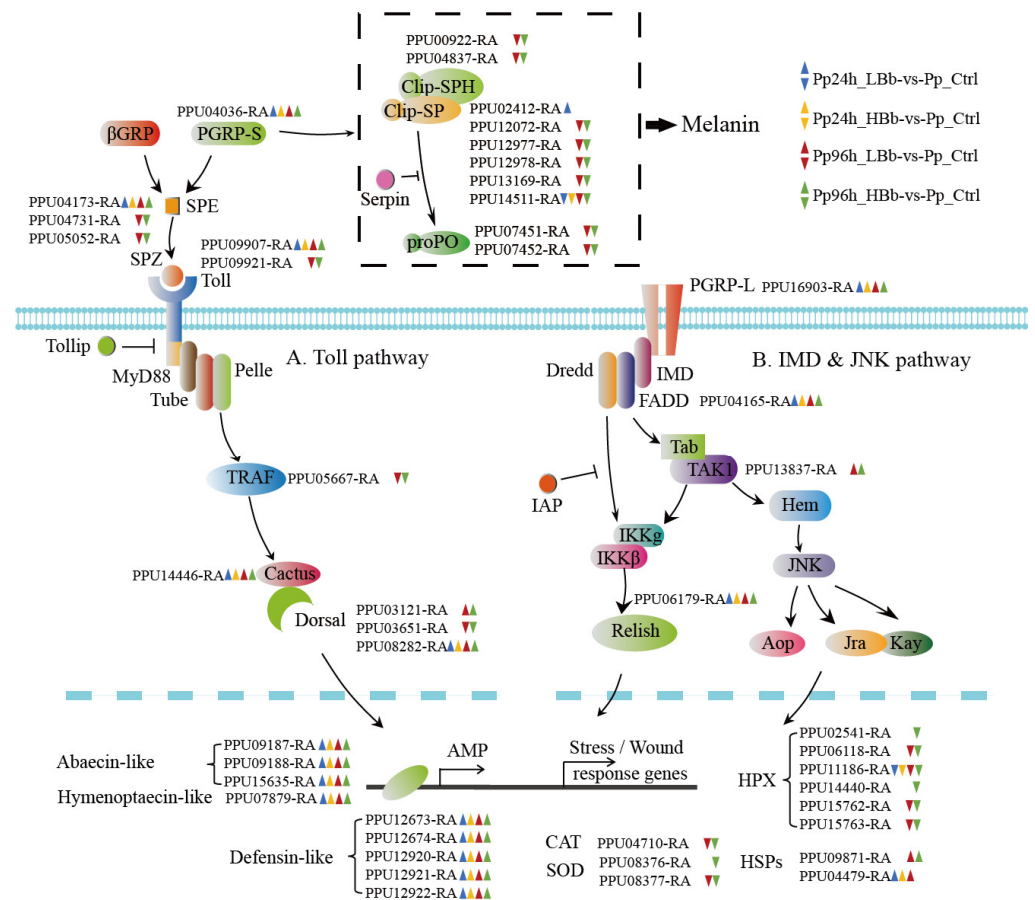 PPU00922-RA
PPU04837-RA
Clip-SPH
Clip-SP
PPU02412-RA
PPU12072-RA
PPU12977-RA
PPU12978-RA
PPU13169-RA
PPU14511-RA
Serpin
proPO
PPU07451-RA
PPU07452-RA
Melanin
Pp24h_LBb-vs-Pp_Ctrl
Pp24h_HBb-vs-Pp_Ctrl
Pp96h_LBb-vs-Pp_Ctrl
Pp96h_HBb-vs-Pp_Ctrl
PPU04036-RA
βGRP
PGRP-S
PPU04173-RA
SPE
PPU04731-RA
PPU05052-RA
PPU09907-RA
PPU09921-RA
SPZ
Toll
PGRP-L
PPU16903-RA
Tollip
A. Toll pathway
MyD88
Pelle
Tube
B. IMD & JNK pathway
Dredd
IMD
FADD
PPU04165-RA
Tab
TAK1
PPU13837-RA
TRAF
PPU05667-RA
IAP
Hem
IKKg
IKKβ
JNK
PPU14446-RA
Cactus
Dorsal
PPU03121-RA
PPU03651-RA
PPU08282-RA
PPU06179-RA
Relish
Aop
Jra
Kay
Abaecin-like
PPU09187-RA
PPU09188-RA
PPU15635-RA
Hymenoptaecin-like
PPU07879-RA
AMP
Stress / Wound
response genes
Defensin-like
PPU12673-RA
PPU12674-RA
PPU12920-RA
PPU12921-RA
PPU12922-RA
CAT
PPU04710-RA
SOD
PPU08376-RA
PPU08377-RA
HPX
PPU02541-RA
PPU06118-RA
PPU11186-RA
PPU14440-RA
PPU15762-RA
PPU15763-RA
HSPs
PPU09871-RA
PPU04479-RA